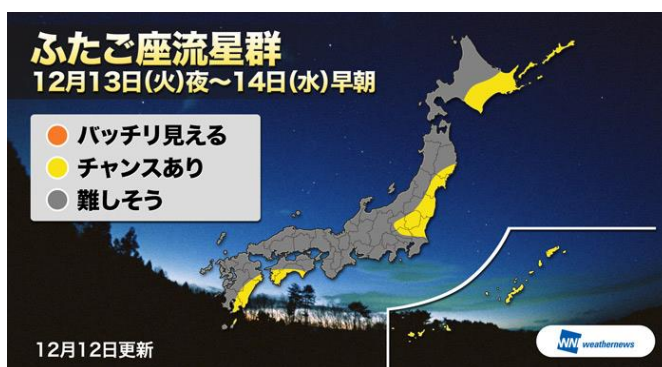 ふたご座流星群
12月13日(火)夜〜14日(水)早朝
バッチリ見える
チャンスあり
難しそう
12月12日更新
WN weathernews